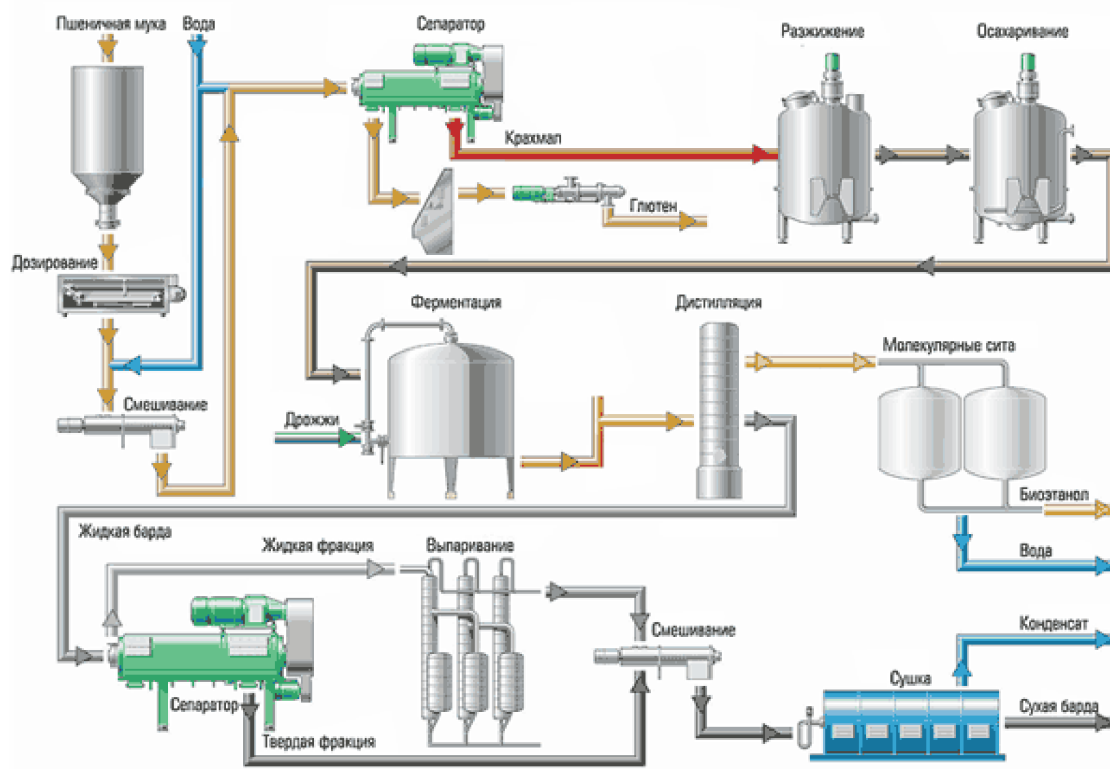 Пшеничная мука
Вода
Сепаратор
Разжижение
Осахаривание
Крахмал
Глютен
Дозирование
Ферментация
Дистилляция
Молекулярные сита
Смешивание
Дрожжи
Биоэтанол
Жидкая барда
Жидкая фракция
Выпаривание
Вода
Смешивание
Конденсат
Сушка
Сепаратор
Сухая барда
Твердая фракция